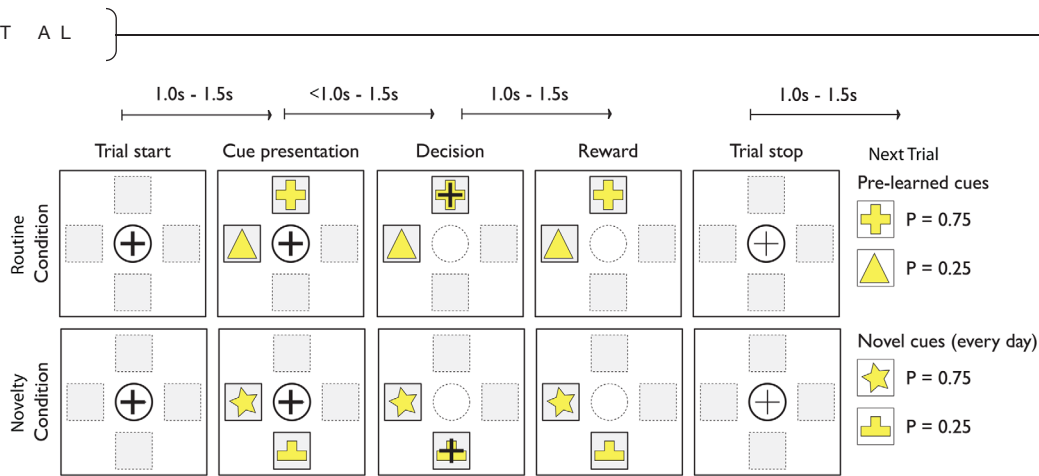 T A L
1.0s - 1.5s
<1.0s - 1.5s
1.0s - 1.5s
1.0s - 1.5s
Trial start
Cue presentation
Decision
Reward
Trial stop
Next Trial
Routine
Condition
Pre-learned cues
P = 0.75
P = 0.25
Novelty
Condition
Novel cues (every day)
P = 0.75
P = 0.25